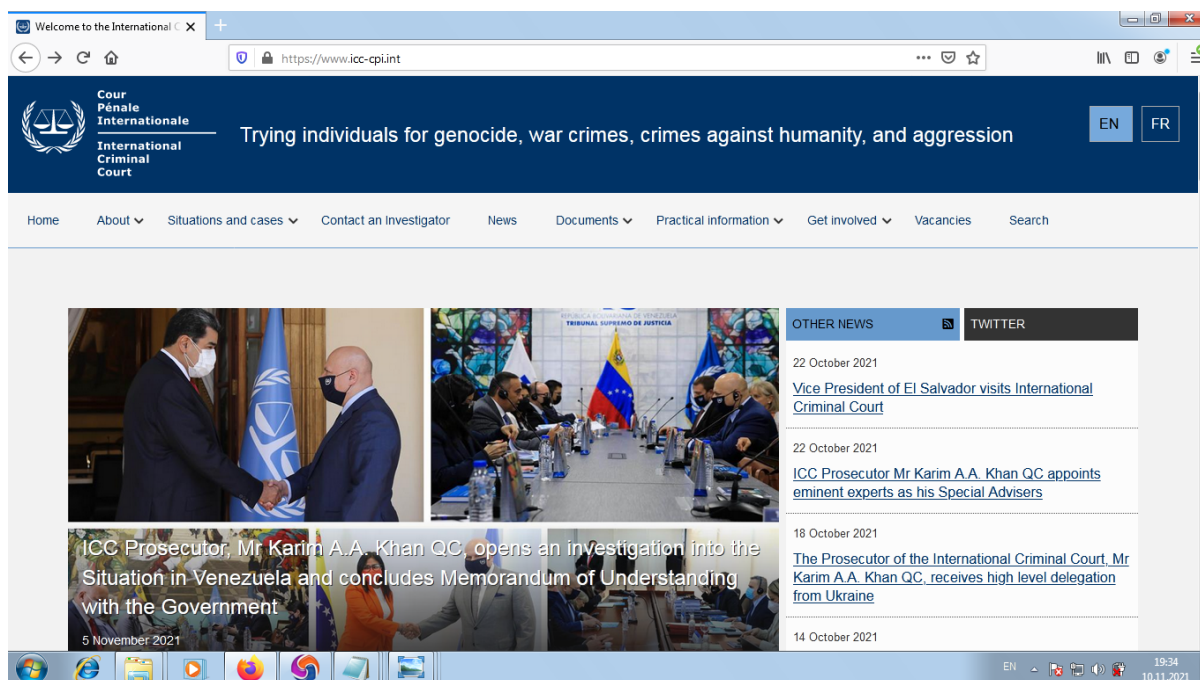 Welcome to the International C
https://www.icc-cpi.int
Cour
Pénale
Internationale
International
Criminal
Court
Trying individuals for genocide, war crimes, crimes against humanity, and aggression
EN FR
Home About Situations and cases Contact an Investigator News Documents Practical information Get involved Vacancies Search
REPÚBLICA BOLIVARIANA DE VENEZUELA
TRIBUNAL SUPREMO DE JUSTICIA
ICC Prosecutor, Mr Karim A.A. Khan QC, opens an investigation into the
Situation in Venezuela and concludes Memorandum of Understanding
with the Government
5 November 2021
OTHER NEWS TWITTER
22 October 2021
Vice President of El Salvador visits International
Criminal Court
22 October 2021
ICC Prosecutor Mr Karim A.A. Khan QC appoints
eminent experts as his Special Advisers
18 October 2021
The Prosecutor of the International Criminal Court, Mr
Karim A.A. Khan QC, receives high level delegation
from Ukraine
14 October 2021
EN
19:34
10.11.2021